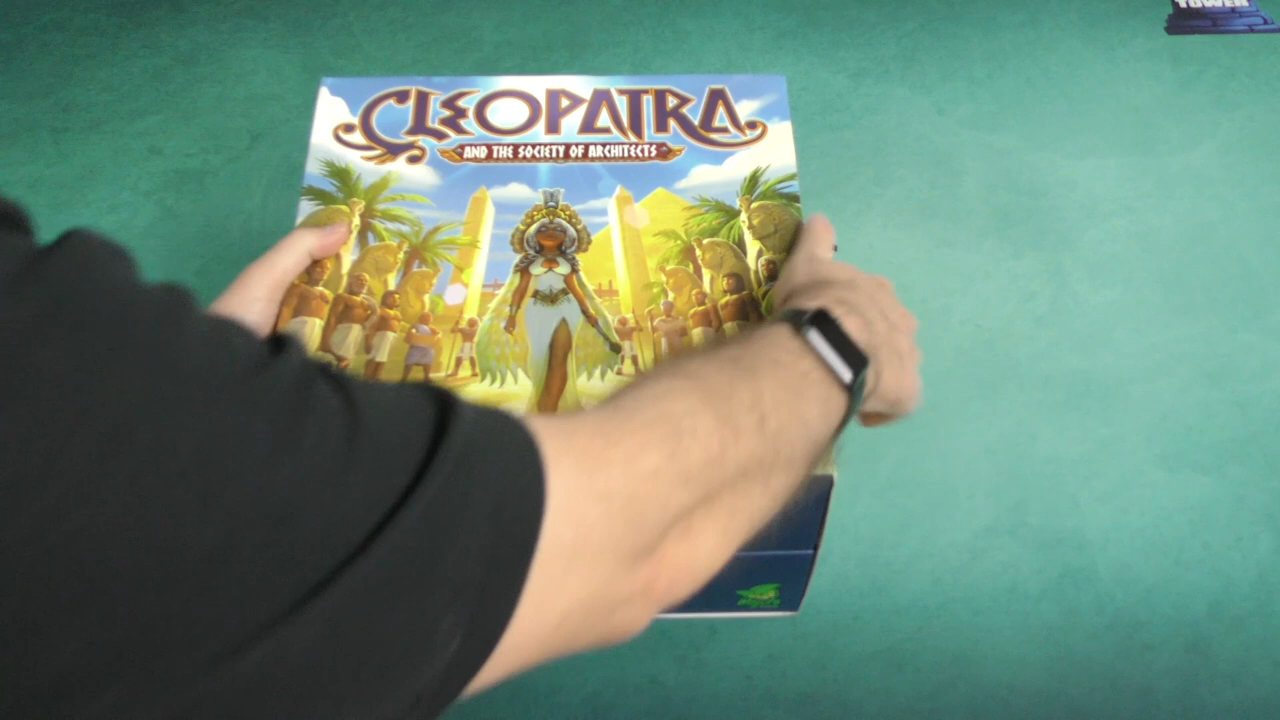 TOWER
CLEOPATRA
AND THE SOCIETY OF ARCHITECTS